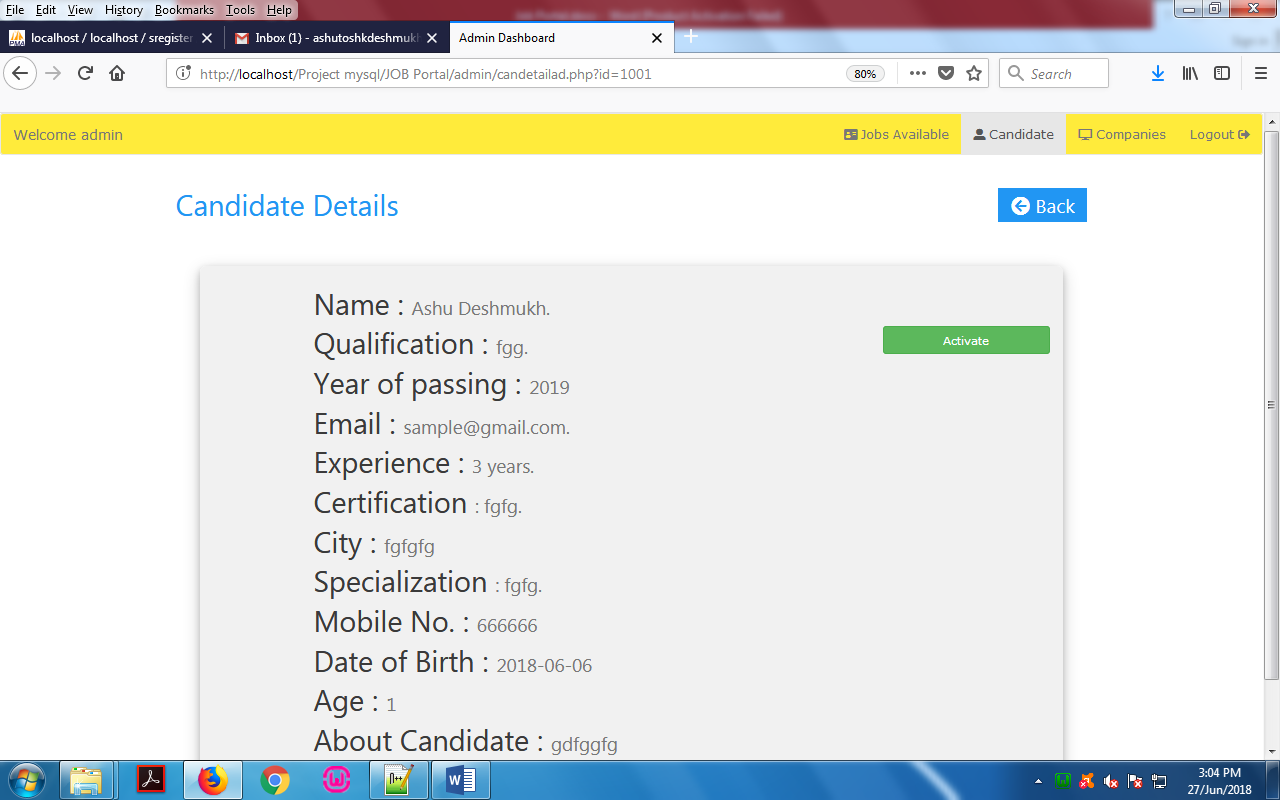 File Edit View History Bookmarks Tools Help
localhost / localhost / sregister
Inbox (1) - ashutoshkdeshmukh
Admin Dashboard
http://localhost/Project mysql/JOB Portal/admin/candetailad.php?id=1001
80%
Search
Welcome admin
Jobs Available
Candidate
Companies
Logout
Candidate Details
Back
Name : Ashu Deshmukh.
Qualification : fgg.
Activate
Year of passing : 2019
Email : sample@gmail.com.
Experience : 3 years.
Certification : fgfg.
City : fgfgfg
Specialization : fgfg.
Mobile No. : 666666
Date of Birth : 2018-06-06
Age : 1
About Candidate : gdfggfg
3:04 PM
27/Jun/2018